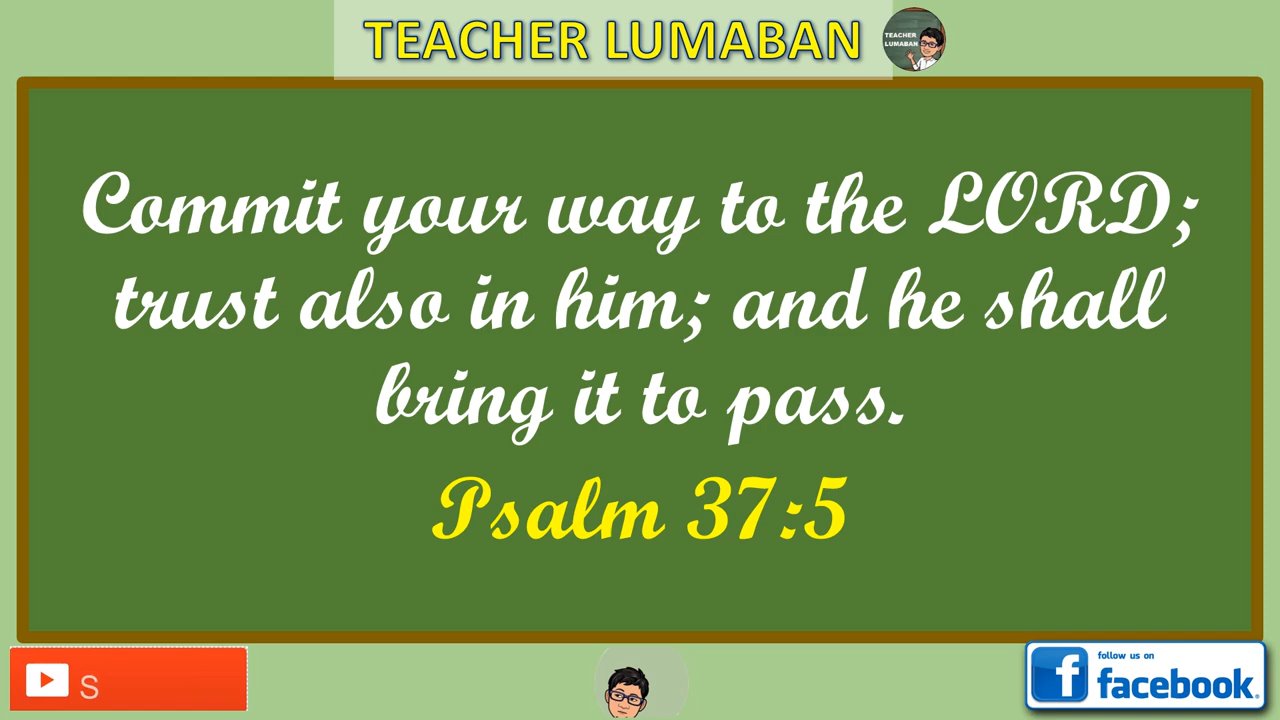 TEACHER LUMABAN
TEACHER
LUMABAN
Commit your way to the LORD;
trust also in him; and he shall
bring it to pass.
Psalm 37:5
S
follow us on
facebook.